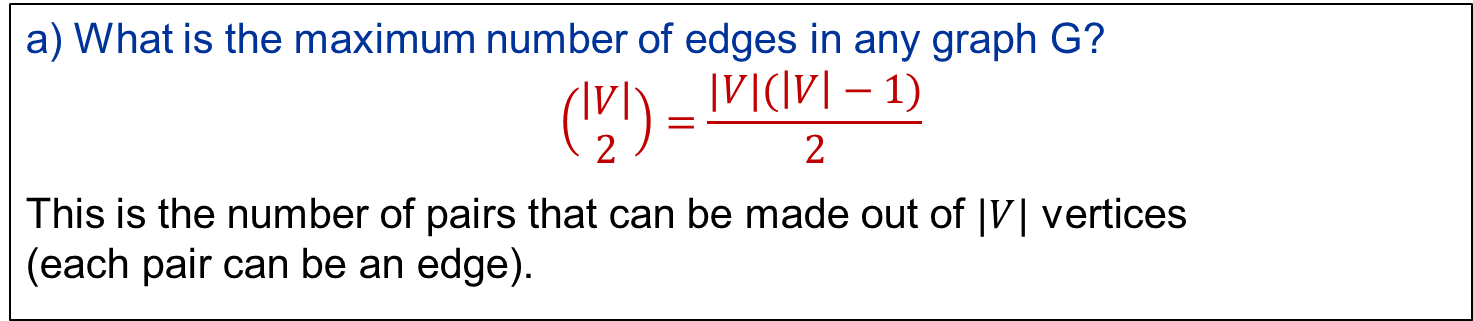 a) What is the maximum number of edges in any graph G?
(|V| 2) = |V|(|V| − 1) / 2
This is the number of pairs that can be made out of |V| vertices
(each pair can be an edge).